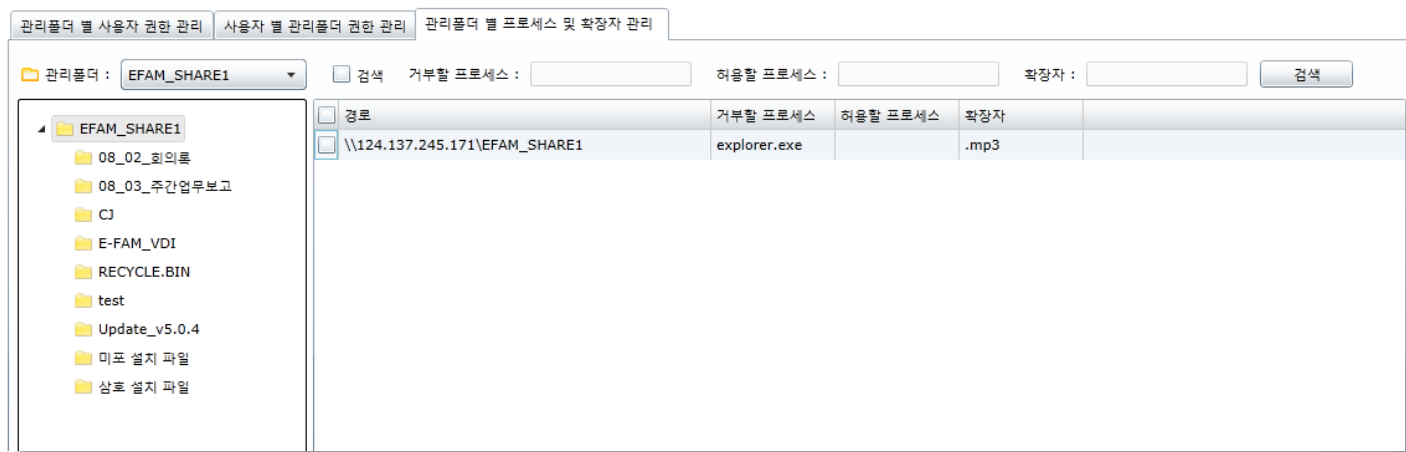 관리폴더 별 사용자 권한 관리 사용자 별 관리폴더 권한 관리 관리폴더 별 프로세스 및 확장자 관리
관리폴더 : EFAM_SHARE1 검색 거부할 프로세스 : 허용할 프로세스 : 확장자 : 검색
경로 거부할 프로세스 허용할 프로세스 확장자
\\124.137.245.171\EFAM_SHARE1 explorer.exe .mp3
EFAM_SHARE1
08_02_회의록
08_03_주간업무보고
CJ
E-FAM_VDI
RECYCLE.BIN
test
Update_v5.0.4
미포 설치 파일
삼호 설치 파일